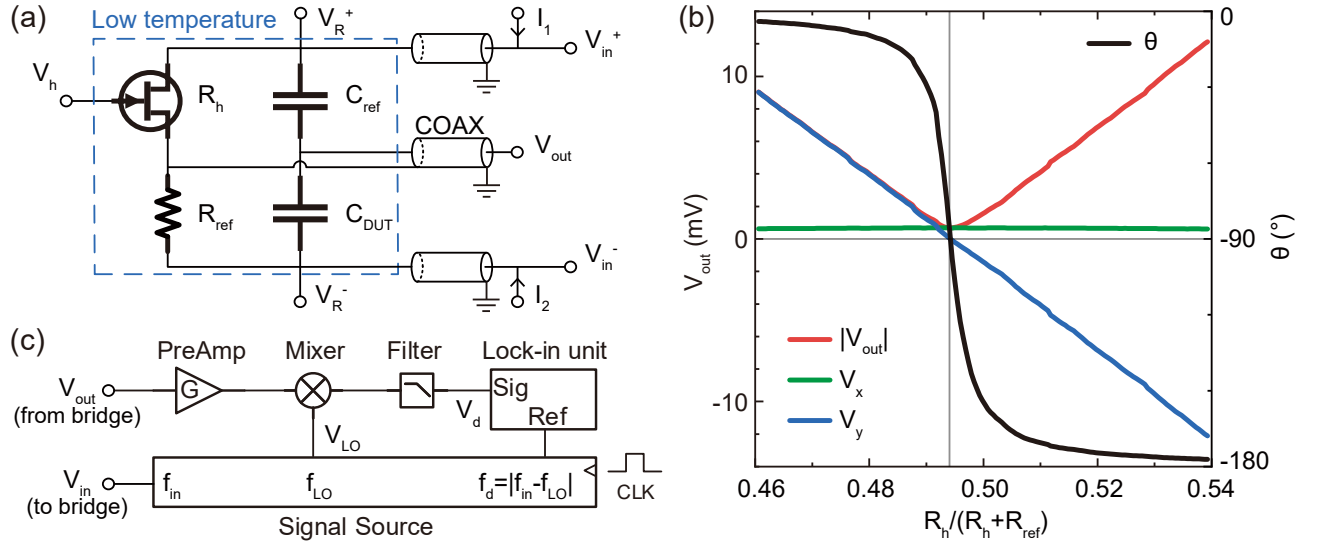 (a)
Low temperature
V_R^+
I_1
V_in^+
V_h
R_h
C_ref
COAX
V_out
R_ref
C_DUT
V_in^-
V_R^-
I_2
(b)
10
0
-10
V_out (mV)
θ
|V_out|
V_x
V_y
0
-90
-180
θ (°)
0.46
0.48
0.50
0.52
0.54
R_h/(R_h+R_ref)
(c)
PreAmp
Mixer
Filter
Lock-in unit
V_out
(from bridge)
G
V_d
Sig
Ref
V_LO
V_in
(to bridge)
f_in
f_LO
f_d=|f_in-f_LO|
CLK
Signal Source